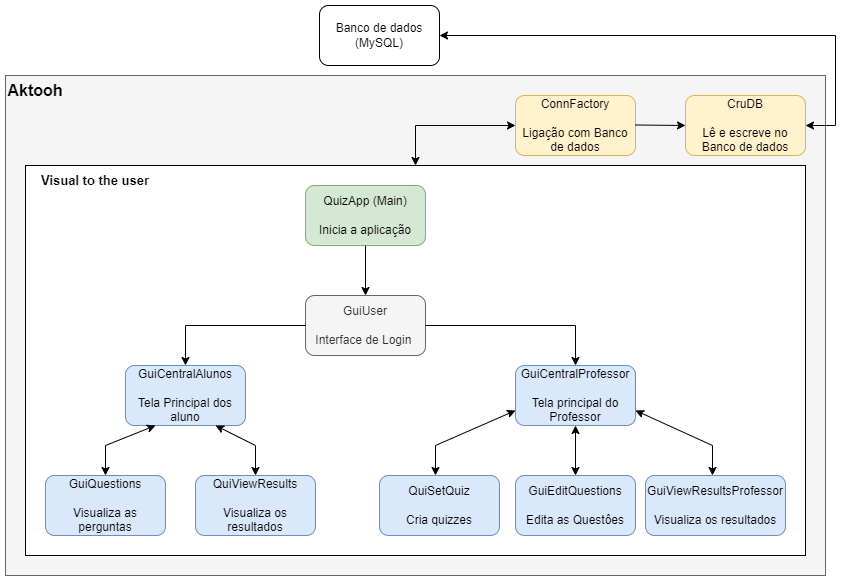 Banco de dados
(MySQL)
Aktooh
ConnFactory
Ligação com Banco
de dados
CruDB
Lê e escreve no
Banco de dados
Visual to the user
QuizApp (Main)
Inicia a aplicação
GuiUser
Interface de Login
GuiCentralAlunos
Tela Principal dos
aluno
GuiCentralProfessor
Tela principal do
Professor
GuiQuestions
Visualiza as
perguntas
QuiViewResults
Visualiza os
resultados
QuiSetQuiz
Cria quizzes
GuiEditQuestions
Edita as Questões
GuiViewResultsProfessor
Visualiza os resultados